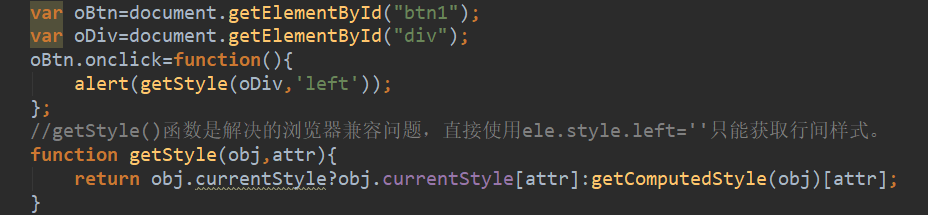 var oBtn=document.getElementById("btn1");
var oDiv=document.getElementById("div");
oBtn.onclick=function(){
    alert(getStyle(oDiv,'left'));
};
//getStyle()函数是解决的浏览器兼容问题，直接使用ele.style.left=''只能获取行间样式。
function getStyle(obj,attr){
    return obj.currentStyle?obj.currentStyle[attr]:getComputedStyle(obj)[attr];
}